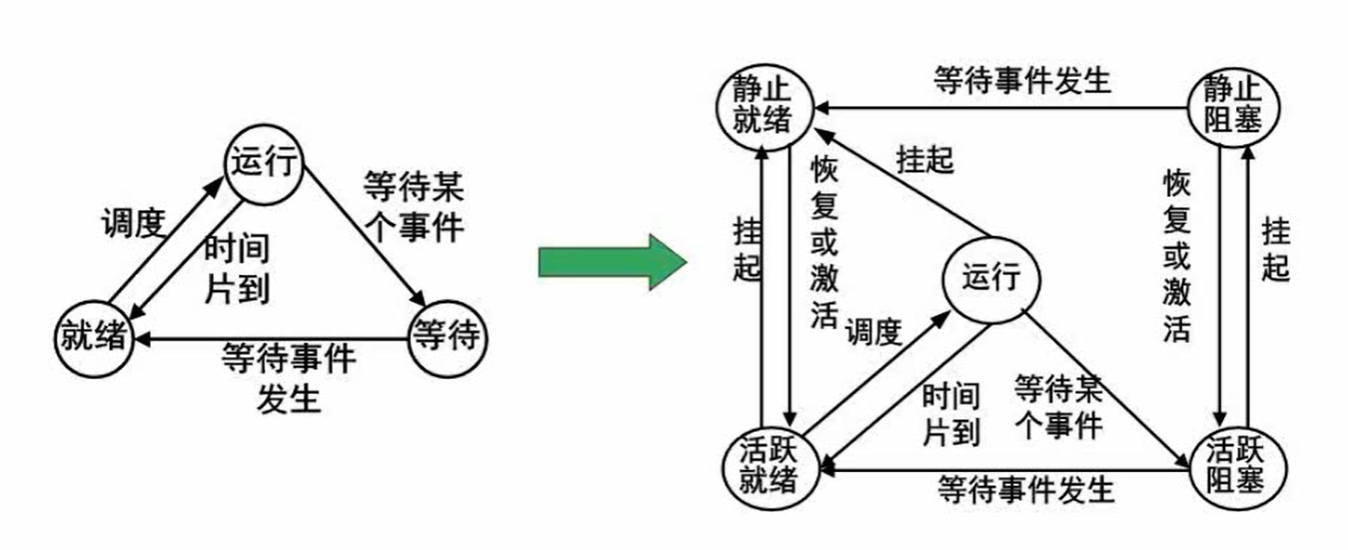 运行
调度
等待某
个事件
时间
片到
就绪
等待
等待事件
发生
静止
就绪
等待事件发生
静止
阻塞
挂起
挂
起
恢
复
或
激
活
运行
恢
复
或
激
活
挂
起
调度
时间
片到
等待某
个事件
活跃
就绪
等待事件发生
活跃
阻塞